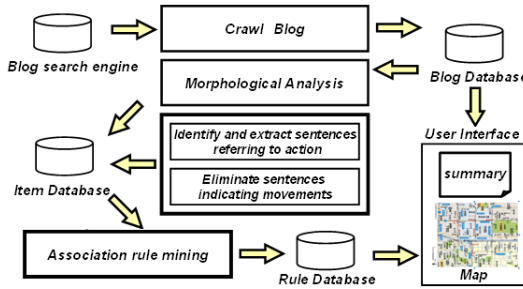 Crawl Blog
Blog search engine
Morphological Analysis
Blog Database
Identify and extract sentences
referring to action
User Interface
Eliminate sentences
indicating movements
summary
Item Database
Association rule mining
Rule Database
Map